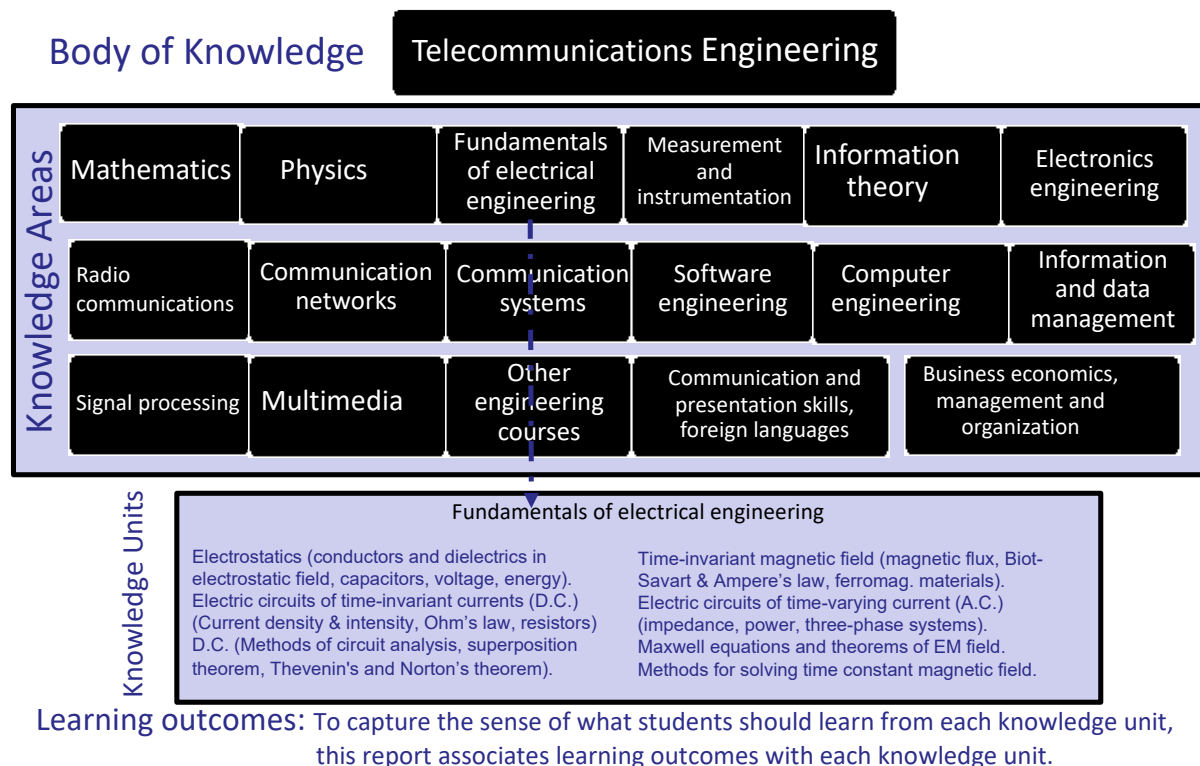 Body of Knowledge
Telecommunications Engineering
Knowledge Areas
Mathematics
Physics
Fundamentals
of electrical
engineering
Measurement
and
instrumentation
Information
theory
Electronics
engineering
Radio
communications
Communication
networks
Communication
systems
Software
engineering
Computer
engineering
Information
and data
management
Signal processing
Multimedia
Other
engineering
courses
Communication and
presentation skills,
foreign languages
Business economics,
management and
organization
Knowledge Units
Fundamentals of electrical engineering
Electrostatics (conductors and dielectrics in
electrostatic field, capacitors, voltage, energy).
Electric circuits of time-invariant currents (D.C.)
(Current density & intensity, Ohm's law, resistors)
D.C. (Methods of circuit analysis, superposition
theorem, Thevenin's and Norton's theorem).
Time-invariant magnetic field (magnetic flux, Biot-
Savart & Ampere's law, ferromag. materials).
Electric circuits of time-varying current (A.C.)
(impedance, power, three-phase systems).
Maxwell equations and theorems of EM field.
Methods for solving time constant magnetic field.
Learning outcomes: To capture the sense of what students should learn from each knowledge unit,
this report associates learning outcomes with each knowledge unit.